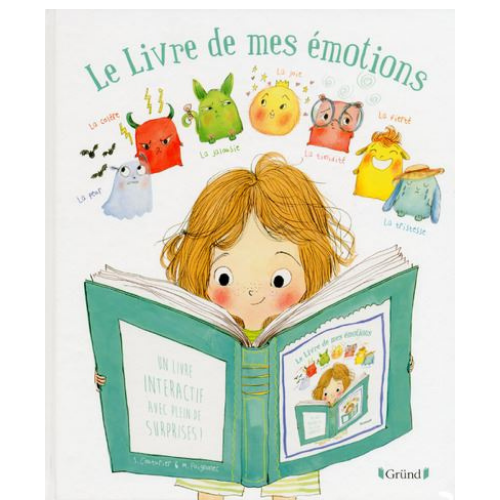 Le Livre de mes émotions
La joie
La colère
La fierté
La jalousie
La timidité
La peur
La tristesse
UN LIVRE
INTERACTIF
AVEC PLEIN DE
SURPRISES !
Le Livre de mes émotions
Gründ